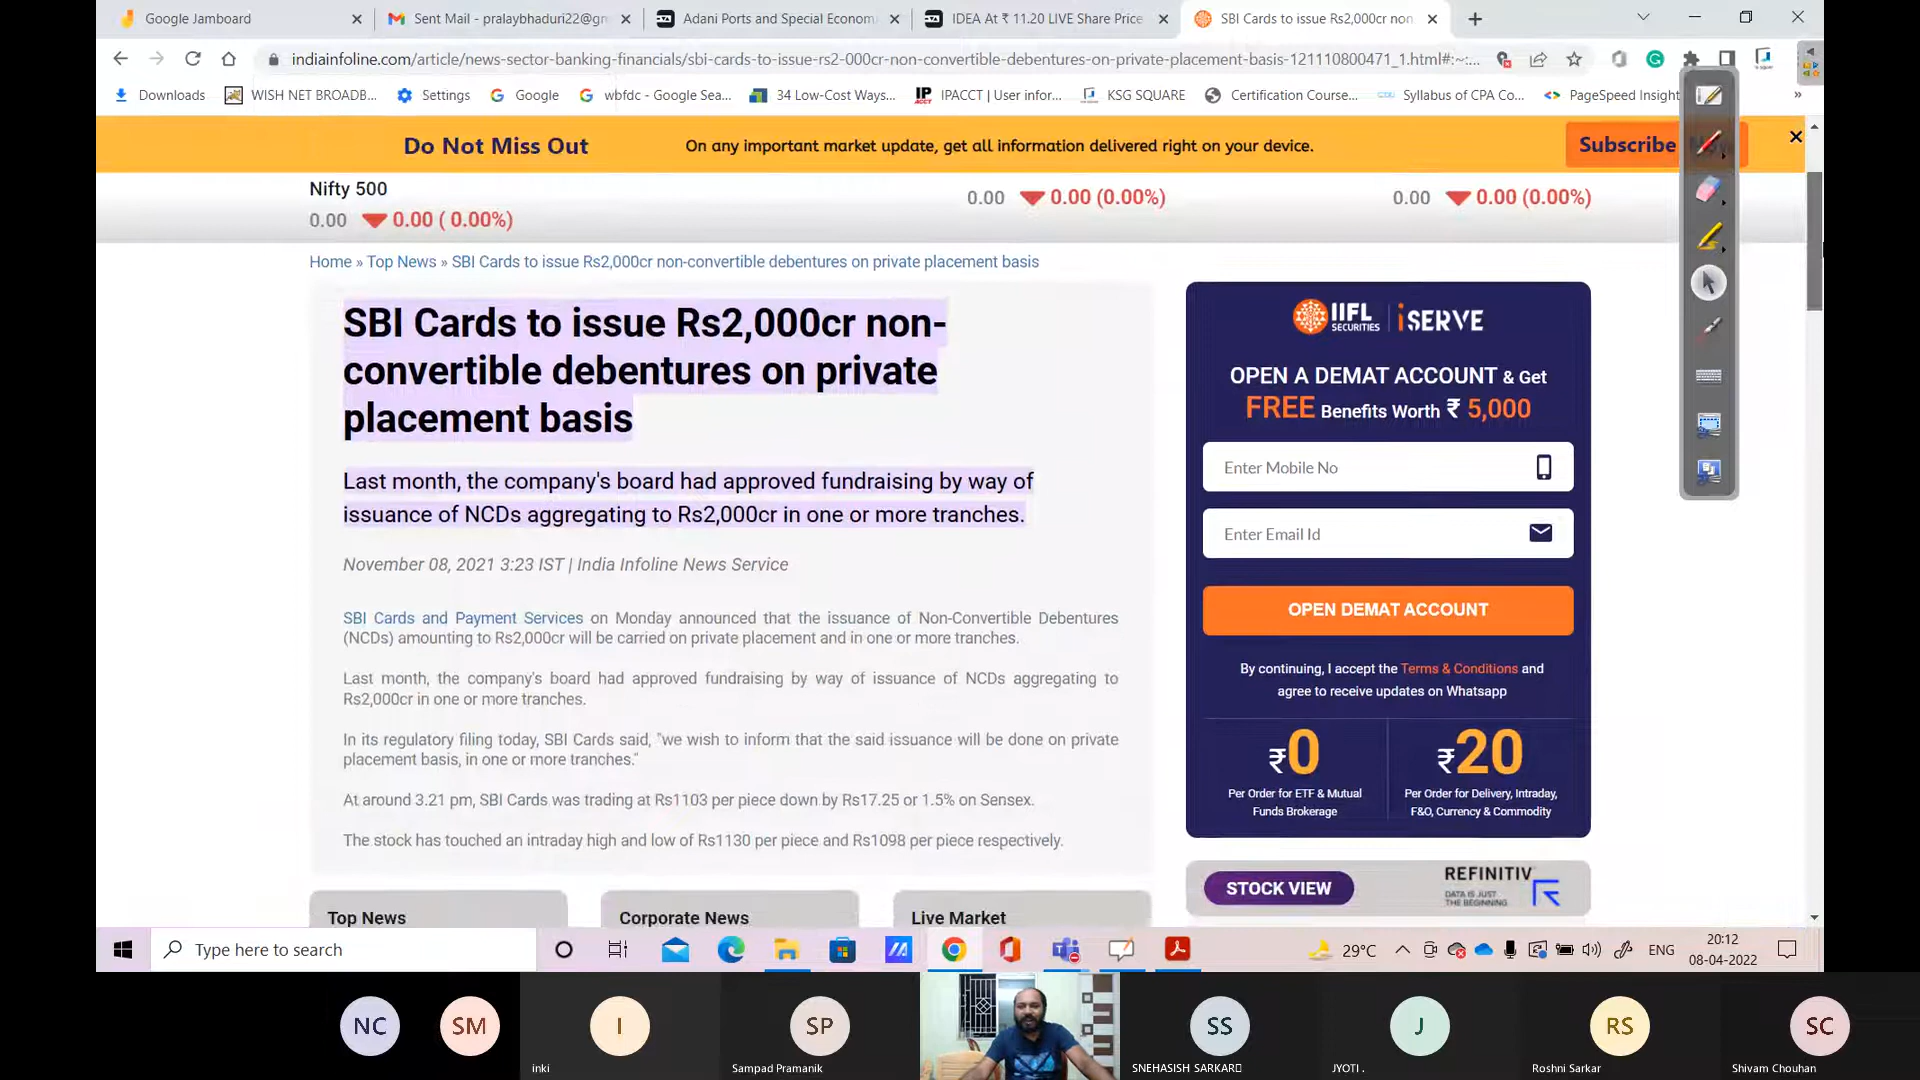 Google Jamboard
Sent Mail - pralaybhaduri22@gm
Adani Ports and Special Econom
IDEA At ₹ 11.20 LIVE Share Price
SBI Cards to issue Rs2,000cr non
indiainfoline.com/article/news-sector-banking-financials/sbi-cards-to-issue-rs2-000cr-non-convertible-debentures-on-private-placement-basis-121110800471_1.html#:~:...
Downloads
WISH NET BROADB...
Settings
Google
wbfdc - Google Sea...
34 Low-Cost Ways...
IPACCT | User infor...
KSG SQUARE
Certification Course...
Syllabus of CPA Co...
PageSpeed Insight
»
Do Not Miss Out
On any important market update, get all information delivered right on your device.
Subscribe
Nifty 500
0.00 0.00 ( 0.00%)
0.00 0.00 (0.00%)
0.00 0.00 (0.00%)
Home » Top News » SBI Cards to issue Rs2,000cr non-convertible debentures on private placement basis
SBI Cards to issue Rs2,000cr non-
convertible debentures on private
placement basis
Last month, the company's board had approved fundraising by way of
issuance of NCDs aggregating to Rs2,000cr in one or more tranches.
November 08, 2021 3:23 IST | India Infoline News Service
SBI Cards and Payment Services on Monday announced that the issuance of Non-Convertible Debentures
(NCDs) amounting to Rs2,000cr will be carried on private placement and in one or more tranches.
Last month, the company's board had approved fundraising by way of issuance of NCDs aggregating to
Rs2,000cr in one or more tranches.
In its regulatory filing today, SBI Cards said, "we wish to inform that the said issuance will be done on private
placement basis, in one or more tranches."
At around 3.21 pm, SBI Cards was trading at Rs1103 per piece down by Rs17.25 or 1.5% on Sensex.
The stock has touched an intraday high and low of Rs1130 per piece and Rs1098 per piece respectively.
Top News
Corporate News
Live Market
IIFL SECURITIES | iSERVE
OPEN A DEMAT ACCOUNT & Get
FREE Benefits Worth ₹ 5,000
Enter Mobile No
Enter Email Id
OPEN DEMAT ACCOUNT
By continuing, I accept the Terms & Conditions and
agree to receive updates on Whatsapp
₹0
Per Order for ETF & Mutual
Funds Brokerage
₹20
Per Order for Delivery, Intraday,
F&O, Currency & Commodity
STOCK VIEW
REFINITIV
DATA IS JUST
THE BEGINNING
Type here to search
29°C
ENG
20:12
08-04-2022
NC
SM
I
inki
SP
Sampad Pramanik
SS
SNEHASISH SARKAR
J
JYOTI .
RS
Roshni Sarkar
SC
Shivam Chouhan